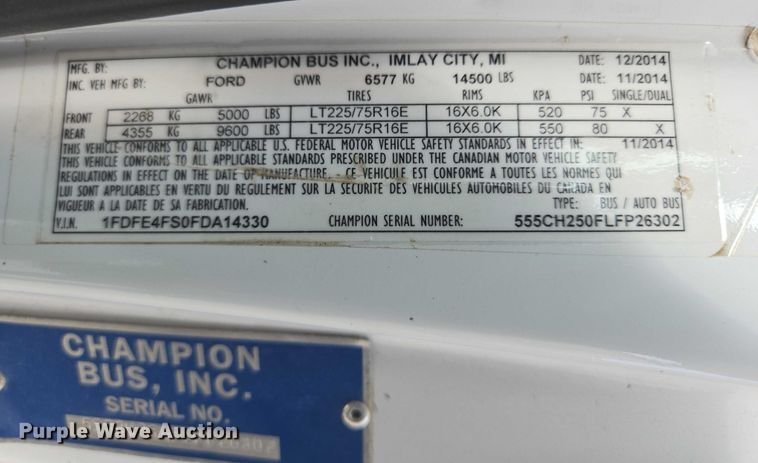 MFG. BY: CHAMPION BUS INC., IMLAY CITY, MI DATE: 12/2014
INC. VEH MFG BY: FORD GVWR 6577 KG 14500 LBS DATE: 11/2014
GAWR TIRES RIMS KPA PSI SINGLE/DUAL
FRONT 2268 KG 5000 LBS LT225/75R16E 16X6.0K 520 75 X
REAR 4355 KG 9600 LBS LT225/75R16E 16X6.0K 550 80 X
THIS VEHICLE CONFORMS TO ALL APPLICABLE U.S. FEDERAL MOTOR VEHICLE SAFETY STANDARDS IN EFFECT IN: 11/2014
THIS VEHICLE CONFORMS TO ALL APPLICABLE STANDARDS PRESCRIBED UNDER THE CANADIAN MOTOR VEHICLE SAFETY
REGULATIONS IN EFFECT ON THE DATE OF MANUFACTURE. - CE VEHICULE EST CONFORME A TOUTES LES NORMES QUI
LUI SONT APPLICABLES EN VERTU DU REGULEMENT SUR LA SECURITE DES VEHICULES AUTOMOBILES DU CANADA EN
VIGUEUR A LA DATE DE SA FABRICATION. TYPE: BUS / AUTO BUS
V.I.N. 1FDFE4FS0FDA14330 CHAMPION SERIAL NUMBER: 555CH250FLFP26302
CHAMPION
BUS, INC.
SERIAL NO.
Purple Wave Auction